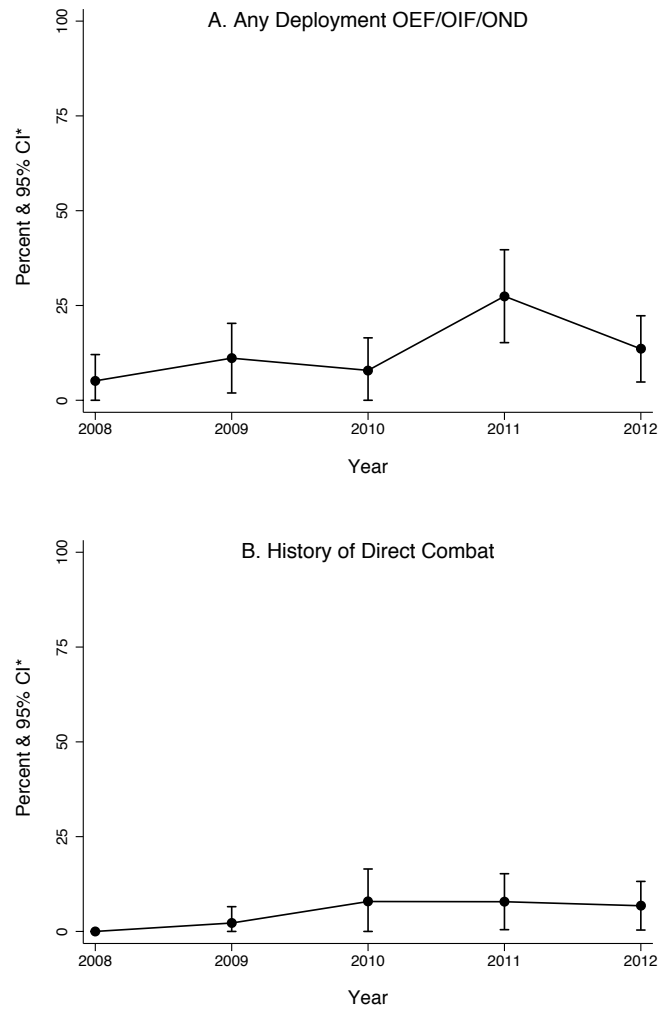 A. Any Deployment OEF/OIF/OND
Percent & 95% CI*
100
75
50
25
0
2008 2009 2010 2011 2012
Year
B. History of Direct Combat
Percent & 95% CI*
100
75
50
25
0
2008 2009 2010 2011 2012
Year